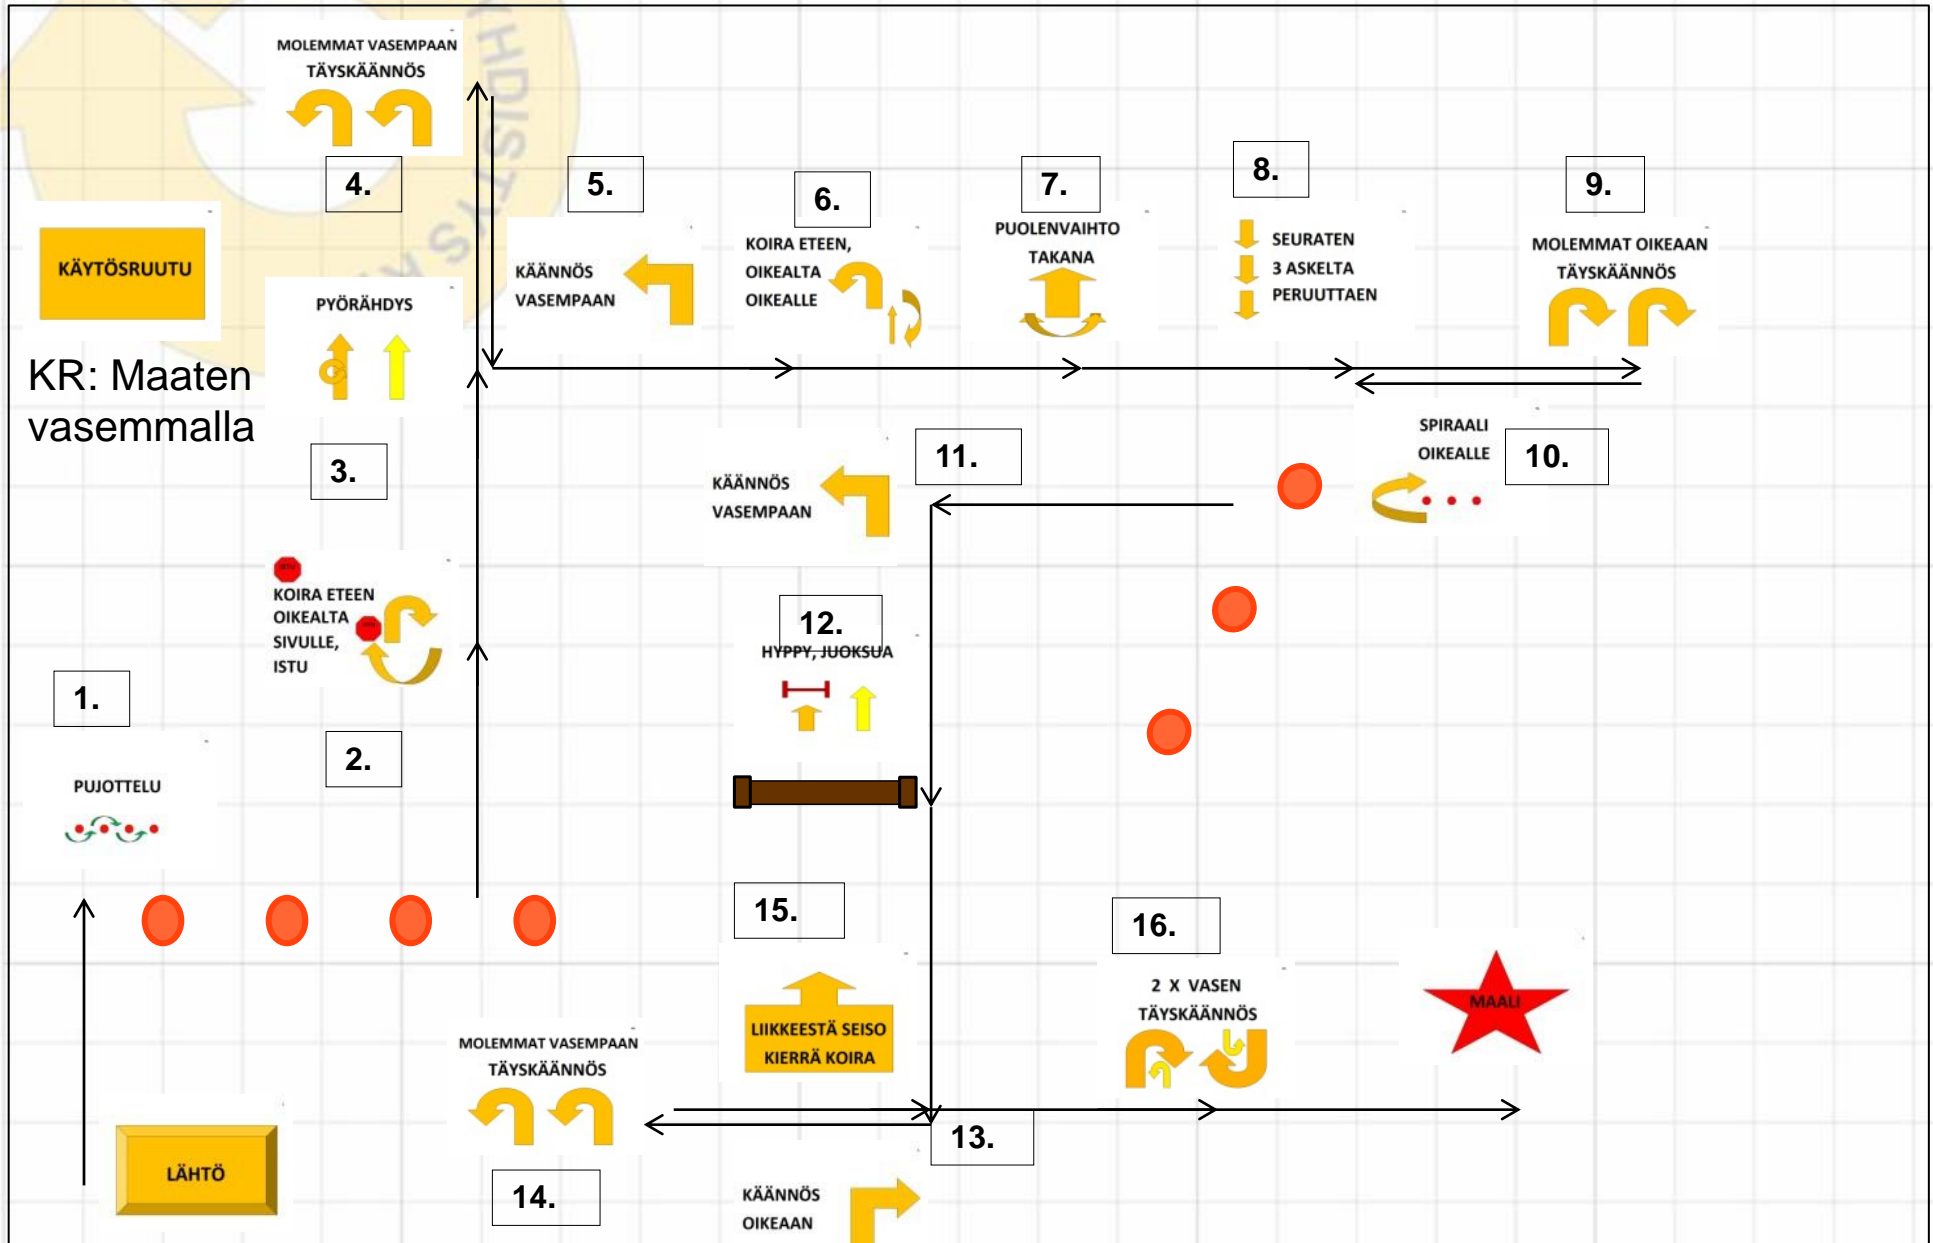 MOLEMMAT VASEMPAAN
TÄYSKÄÄNNÖS
4.
5.
6.
7.
8.
9.
KÄYTÖSRUUTU
KR: Maaten
vasemmalla
PYÖRÄHDYS
3.
KÄÄNNÖS
VASEMPAAN
KOIRA ETEEN,
OIKEALTA
OIKEALLE
PUOLENVAIHTO
TAKANA
SEURATEN
3 ASKELTA
PERUUTTAEN
MOLEMMAT OIKEAAN
TÄYSKÄÄNNÖS
SPIRAALI
OIKEALLE
10.
11.
KÄÄNNÖS
VASEMPAAN
KOIRA ETEEN
OIKEALTA
SIVULLE,
ISTU
2.
1.
PUJOTTELU
12.
HYPPY, JUOKSUA
15.
LIIKKEESTÄ SEISO
KIERRÄ KOIRA
16.
2 X VASEN
TÄYSKÄÄNNÖS
MAALI
MOLEMMAT VASEMPAAN
TÄYSKÄÄNNÖS
14.
13.
KÄÄNNÖS
OIKEAAN
LÄHTÖ
YHDISTYS